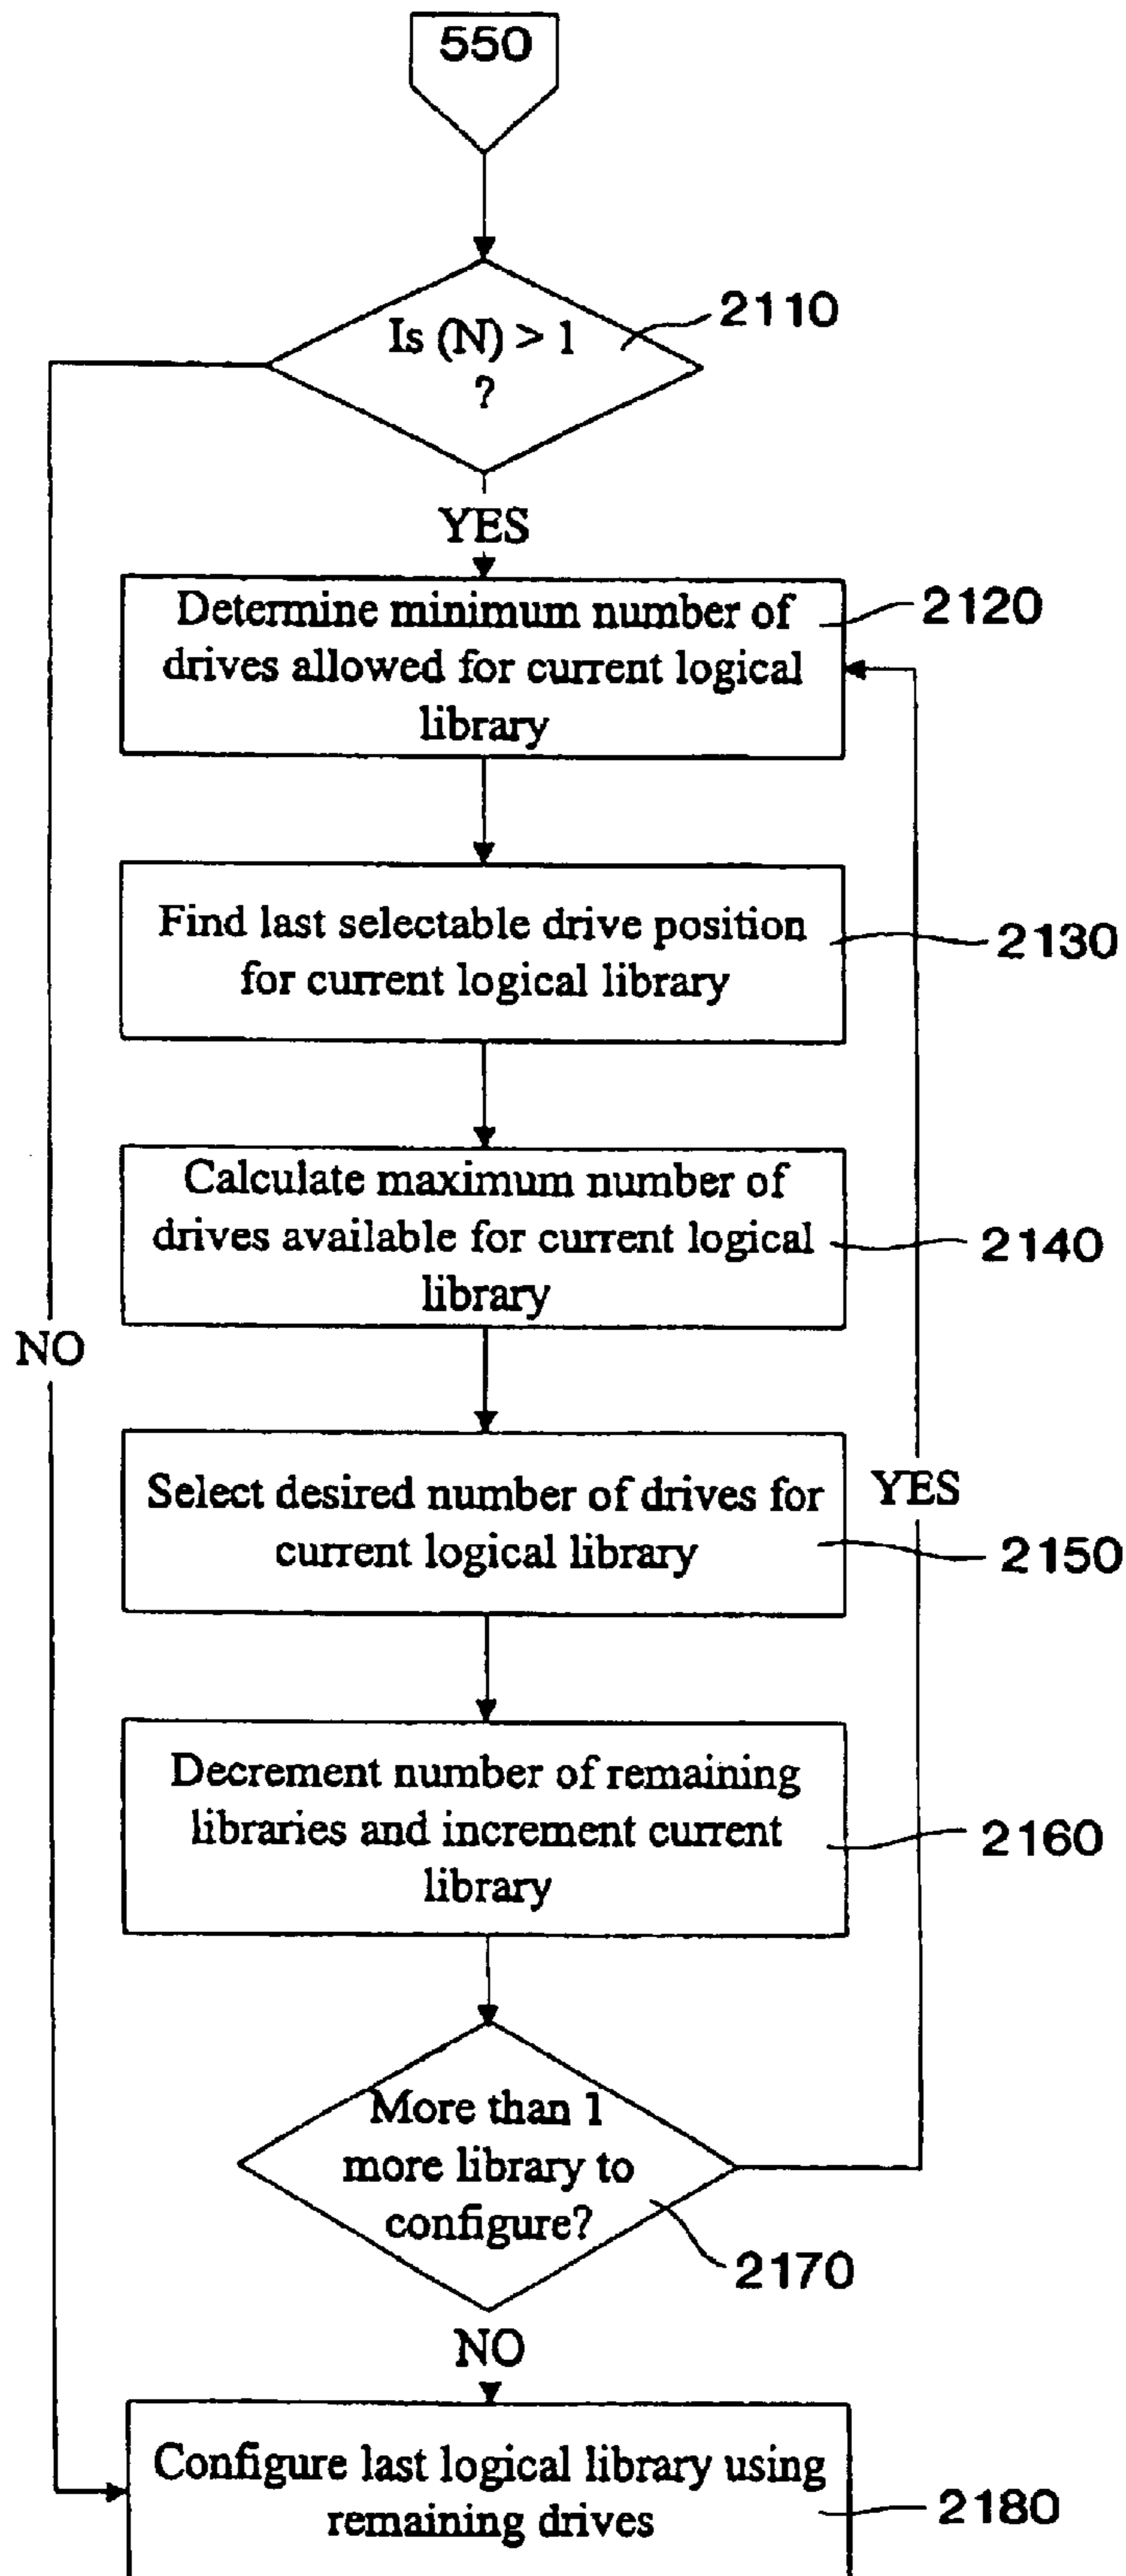 550
Is (N) > 1
?
2110
YES
Determine minimum number of
drives allowed for current logical
library
2120
Find last selectable drive position
for current logical library
2130
Calculate maximum number of
drives available for current logical
library
2140
NO
Select desired number of drives for
current logical library
YES
2150
Decrement number of remaining
libraries and increment current
library
2160
More than 1
more library to
configure?
2170
NO
Configure last logical library using
remaining drives
2180